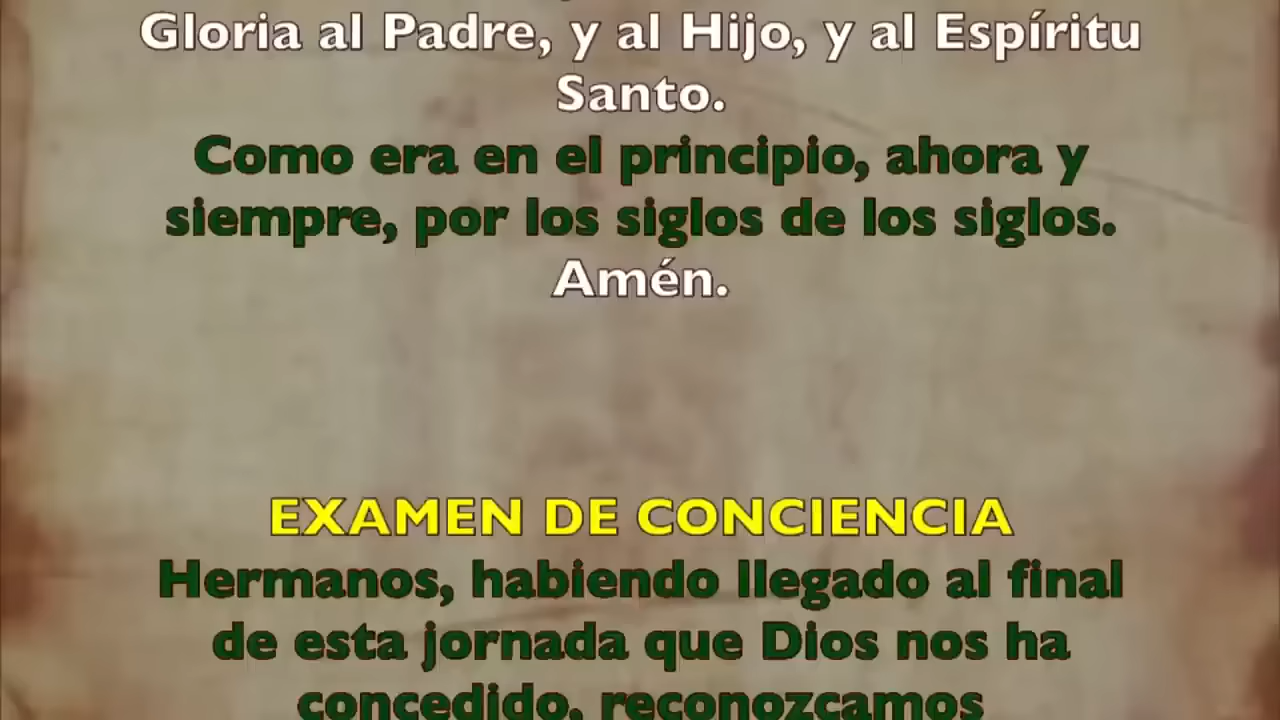 Gloria al Padre, y al Hijo, y al Espíritu
Santo.
Como era en el principio, ahora y
siempre, por los siglos de los siglos.
Amén.
EXAMEN DE CONCIENCIA
Hermanos, habiendo llegado al final
de esta jornada que Dios nos ha
concedido, reconozcamos